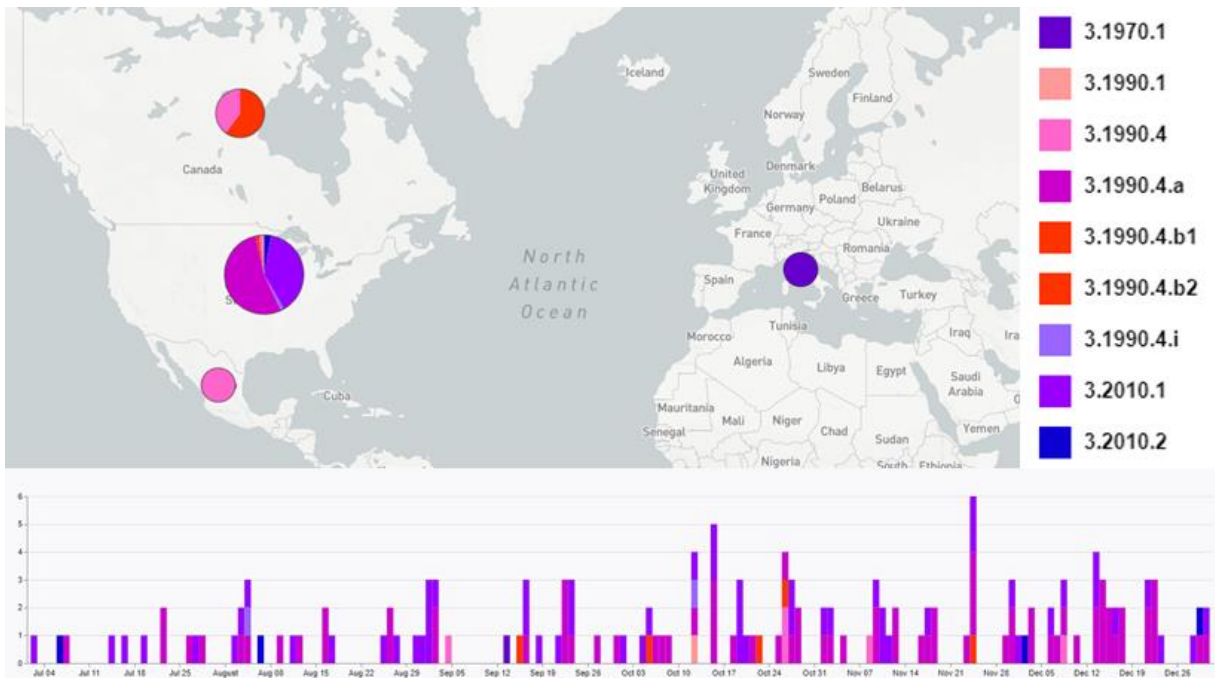 Iceland
Sweden
Finland
Norway
Canada
United
Kingdom
Denmark
Belarus
Poland
Germany
Ukraine
France
Romania
Spain
Greece
Turkey
North
Atlantic
Ocean
Morocco
Tunisia
Iraq
Algeria
Libya
Egypt
Saudi
Arabia
Cuba
Mauritania
Mali
Niger
Chad
Sudan
Yemen
Senegal
Nigeria
South
Ethiopia
3.1970.1
3.1990.1
3.1990.4
3.1990.4.a
3.1990.4.b1
3.1990.4.b2
3.1990.4.i
3.2010.1
3.2010.2
6
5
4
3
2
1
0
Jul 04 Jul 11 Jul 18 Jul 25 August Aug 08 Aug 15 Aug 22 Aug 29 Sep 05 Sep 12 Sep 19 Sep 26 Oct 03 Oct 10 Oct 17 Oct 24 Oct 31 Nov 07 Nov 14 Nov 21 Nov 28 Dec 05 Dec 12 Dec 19 Dec 26